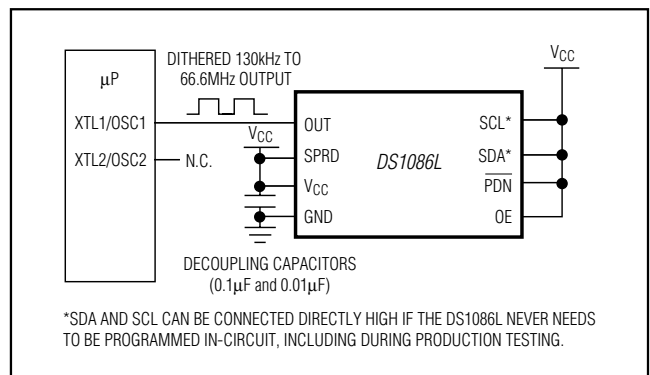 DITHERED 130kHz TO
66.6MHz OUTPUT
VCC
μP
XTL1/OSC1
XTL2/OSC2
N.C.
VCC
OUT
SPRD
VCC
GND
DS1086L
SCL*
SDA*
PDN
OE
DECOUPLING CAPACITORS
(0.1μF and 0.01μF)
*SDA AND SCL CAN BE CONNECTED DIRECTLY HIGH IF THE DS1086L NEVER NEEDS
TO BE PROGRAMMED IN-CIRCUIT, INCLUDING DURING PRODUCTION TESTING.